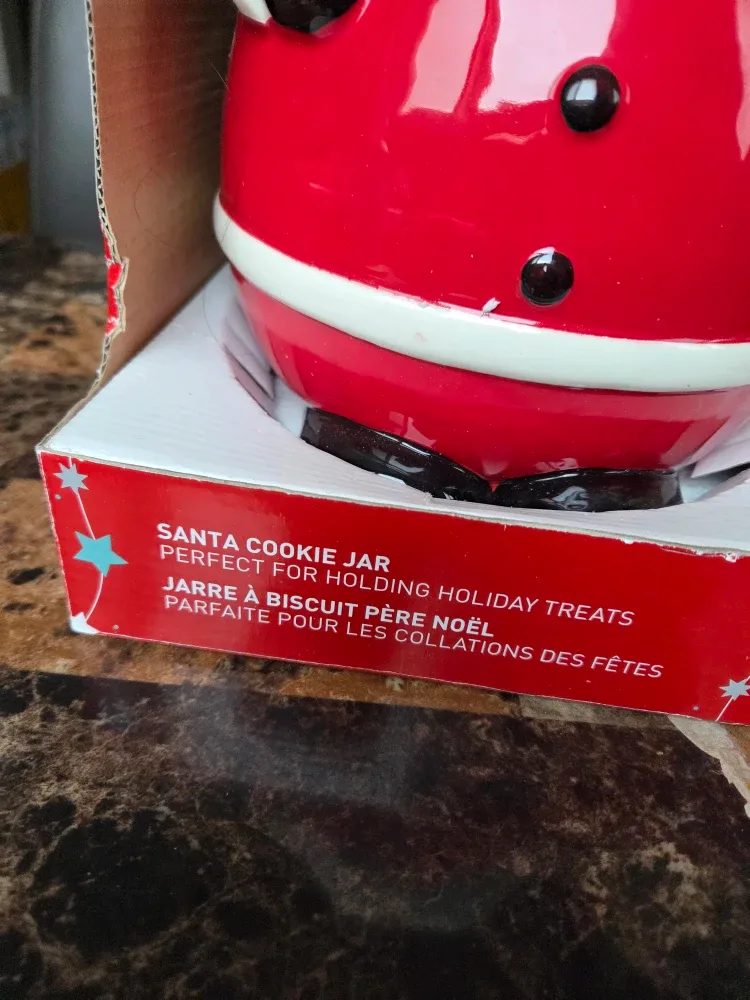 SANTA COOKIE JAR
PERFECT FOR HOLDING HOLIDAY TREATS
JARRE À BISCUIT PÈRE NOËL
PARFAITE POUR LES COLLATIONS DES FÊTES